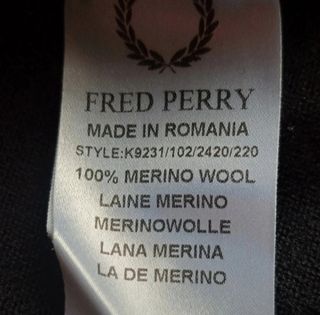 FRED PERRY
MADE IN ROMANIA
STYLE:K9231/102/2420/220
100% MERINO WOOL
LAINE MERINO
MERINOWOLLE
LANA MERINA
LA DE MERINO